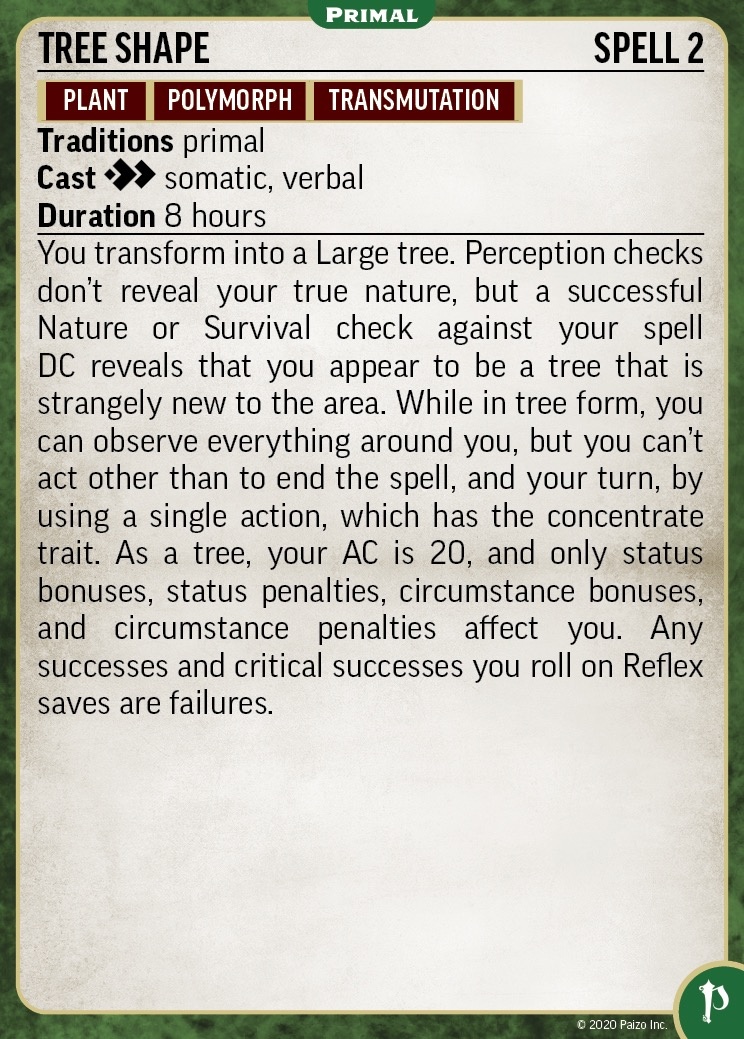 PRIMAL
TREE SHAPE SPELL 2
PLANT POLYMORPH TRANSMUTATION
Traditions primal
Cast somatic, verbal
Duration 8 hours
You transform into a Large tree. Perception checks
don’t reveal your true nature, but a successful
Nature or Survival check against your spell
DC reveals that you appear to be a tree that is
strangely new to the area. While in tree form, you
can observe everything around you, but you can’t
act other than to end the spell, and your turn, by
using a single action, which has the concentrate
trait. As a tree, your AC is 20, and only status
bonuses, status penalties, circumstance bonuses,
and circumstance penalties affect you. Any
successes and critical successes you roll on Reflex
saves are failures.
P
© 2020 Paizo Inc.